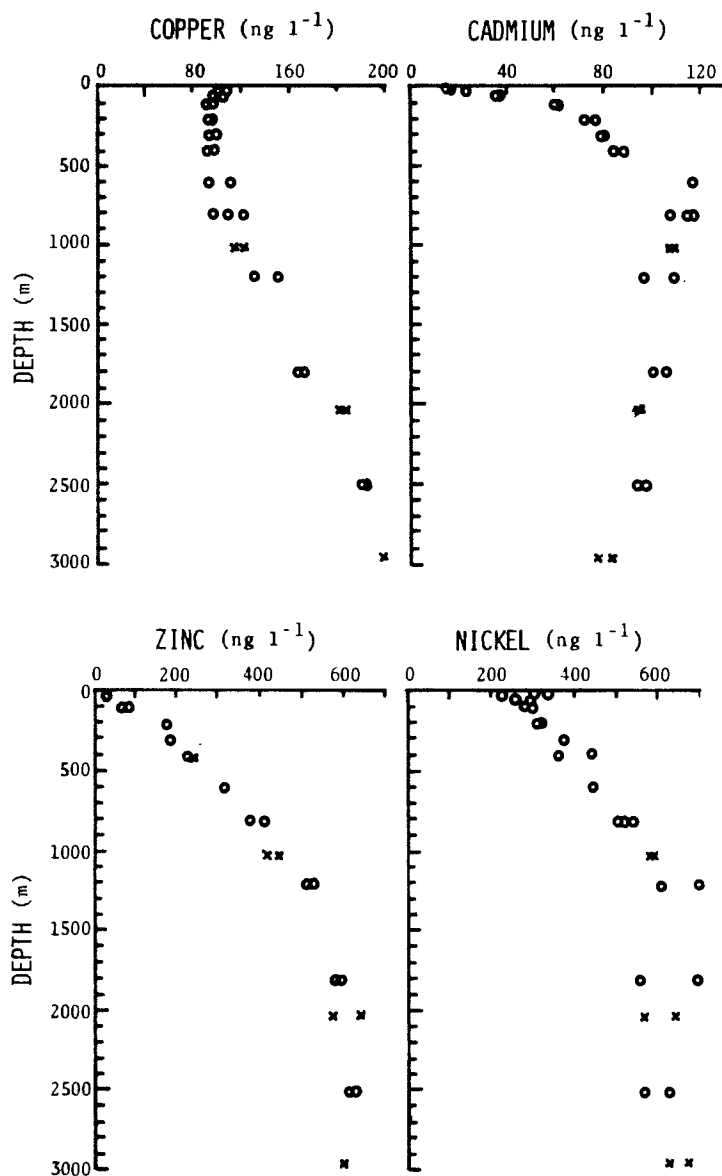 COPPER (ng l⁻¹)
CADMIUM (ng l⁻¹)
0 80 160 200
0 40 80 120
0
500
1000
1500
2000
2500
3000
DEPTH (m)
ZINC (ng l⁻¹)
NICKEL (ng l⁻¹)
0 200 400 600
0 200 400 600
0
500
1000
1500
2000
2500
3000
DEPTH (m)